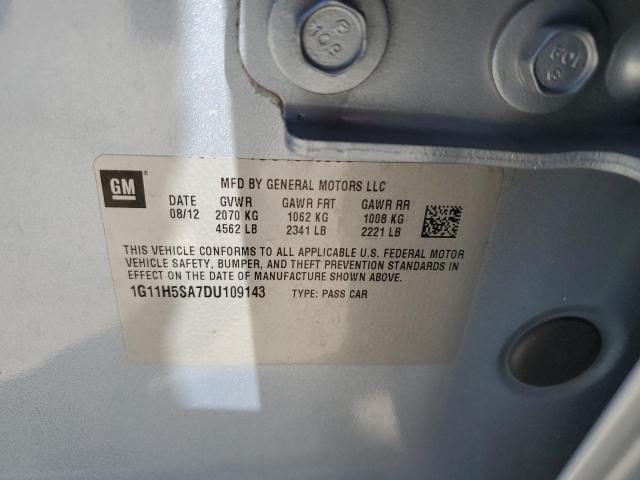 109
108
GM
MFD BY GENERAL MOTORS LLC
DATE GVWR GAWR FRT GAWR RR
08/12 2070 KG 1062 KG 1008 KG
4562 LB 2341 LB 2221 LB
THIS VEHICLE CONFORMS TO ALL APPLICABLE U.S. FEDERAL MOTOR
VEHICLE SAFETY, BUMPER, AND THEFT PREVENTION STANDARDS IN
EFFECT ON THE DATE OF MANUFACTURE SHOWN ABOVE.
1G11H5SA7DU109143 TYPE: PASS CAR